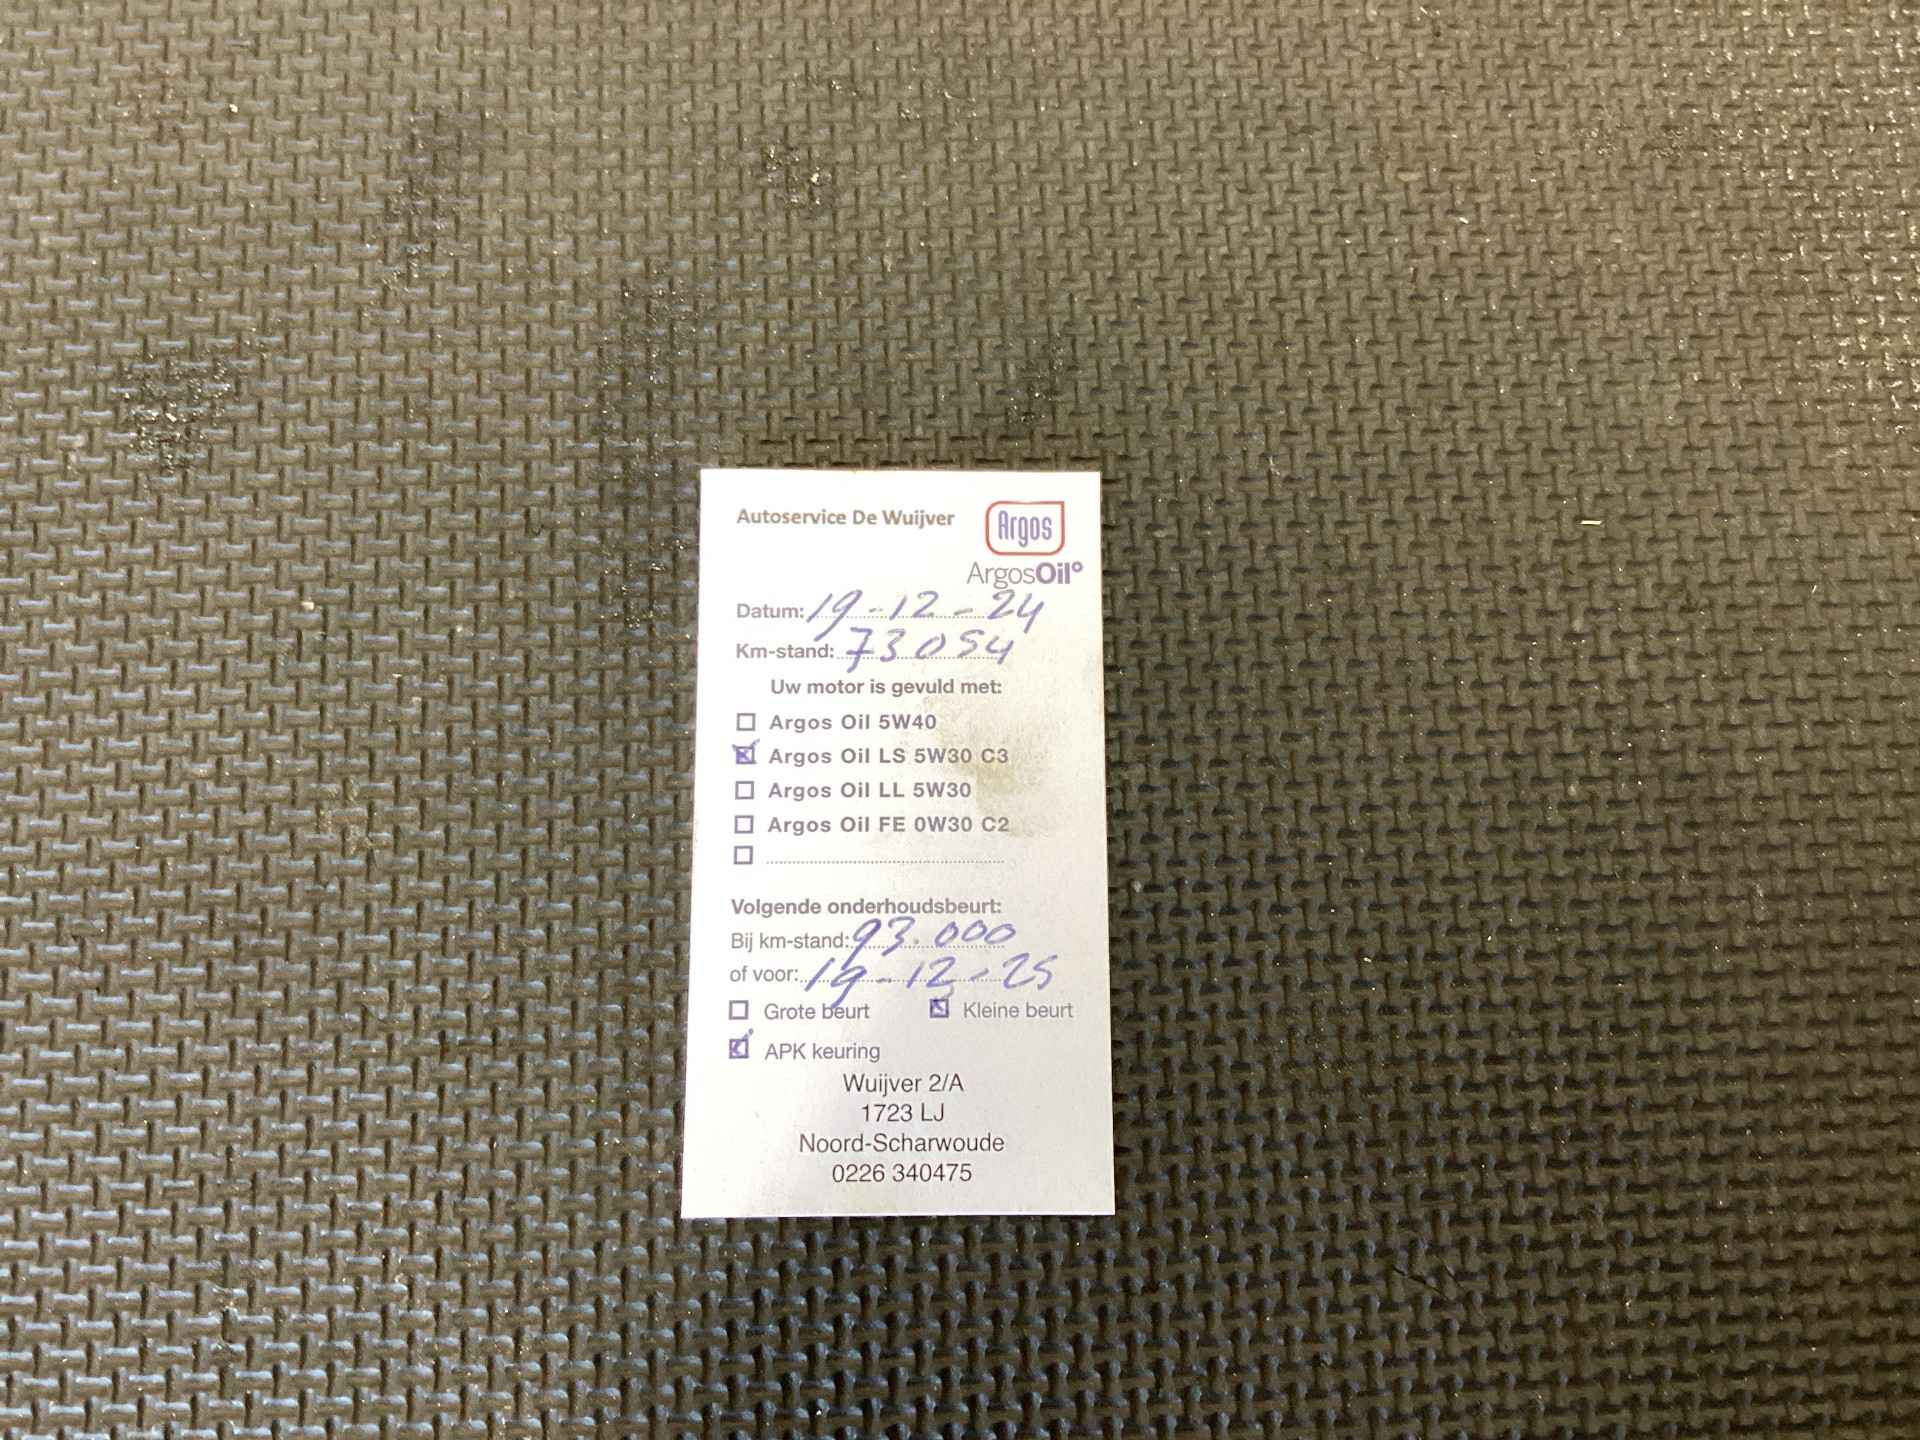 Autoservice De Wuijver
Argos
ArgosOil°
Datum: 19-12-24
Km-stand: 73054
Uw motor is gevuld met:
Argos Oil 5W40
Argos Oil LS 5W30 C3
Argos Oil LL 5W30
Argos Oil FE 0W30 C2
Volgende onderhoudsbeurt:
Bij km-stand: 93.000
of voor: 19-12-25
Grote beurt Kleine beurt
APK keuring
Wuijver 2/A
1723 LJ
Noord-Scharwoude
0226 340475